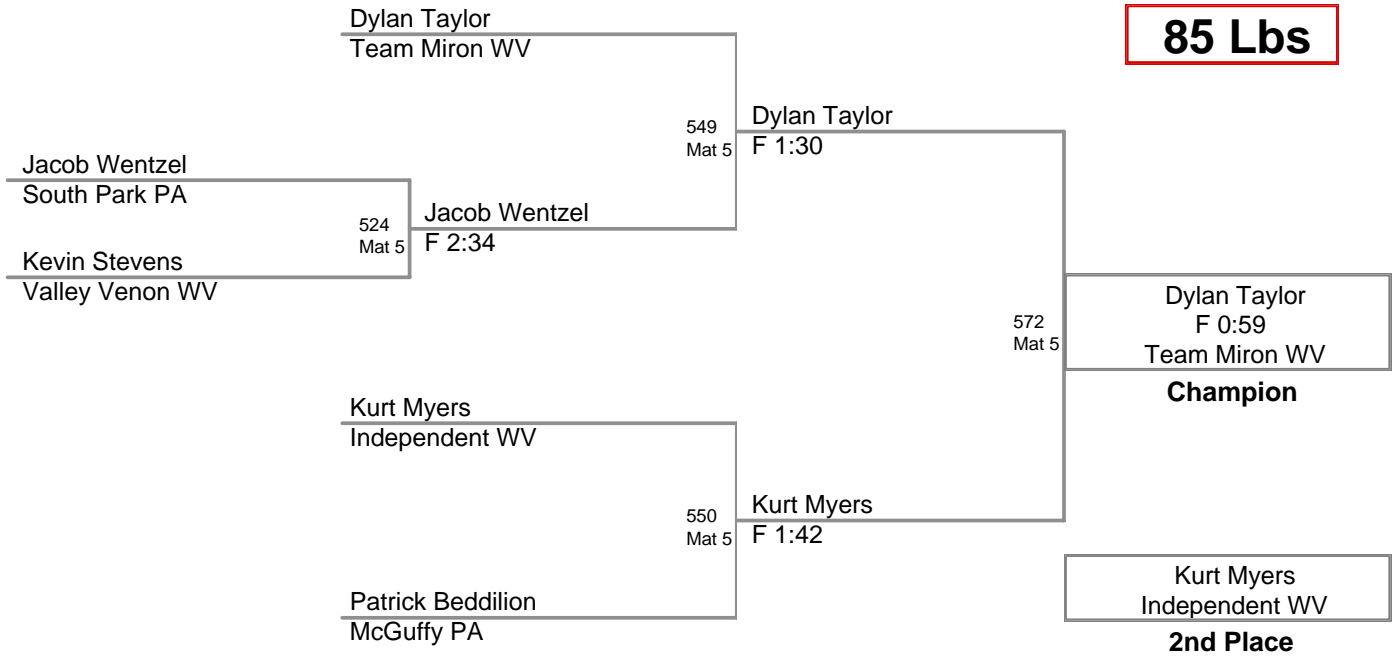 Dylan Taylor
Team Miron WV
85 Lbs
549
Mat 5
Dylan Taylor
F 1:30
Jacob Wentzel
South Park PA
524
Mat 5
Jacob Wentzel
F 2:34
Kevin Stevens
Valley Venon WV
572
Mat 5
Dylan Taylor
F 0:59
Team Miron WV
Champion
Kurt Myers
Independent WV
550
Mat 5
Kurt Myers
F 1:42
Patrick Beddilion
McGuffy PA
Kurt Myers
Independent WV
2nd Place